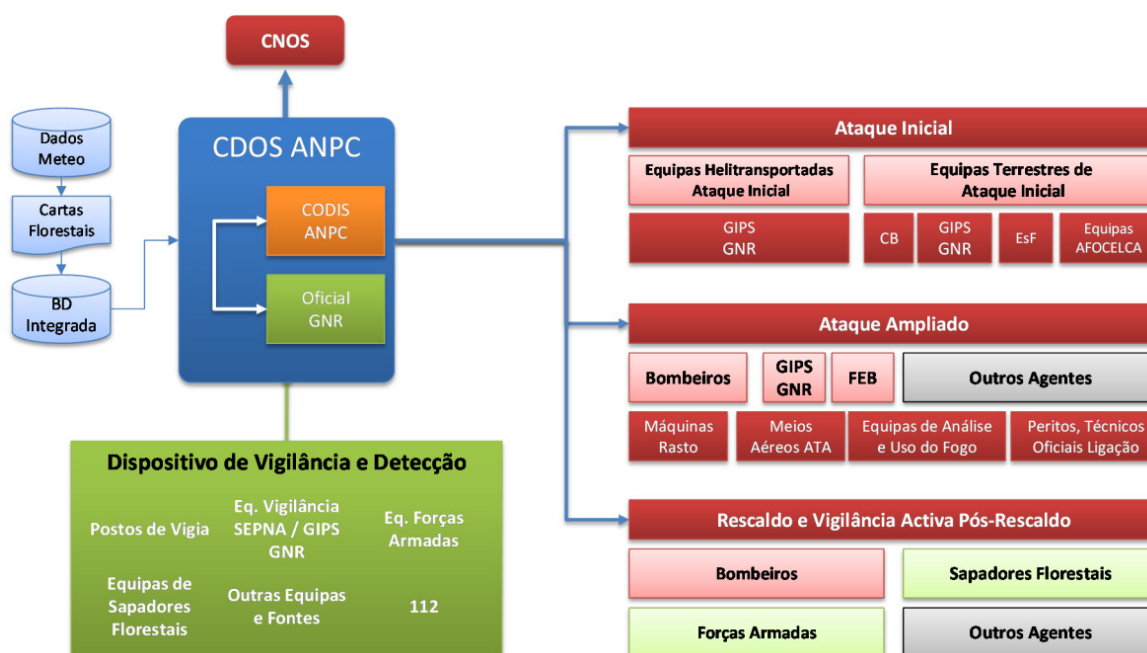 CNOS
Dados
Meteo
Cartas
Florestais
BD
Integrada
CDOS ANPC
CODIS
ANPC
Oficial
GNR
Dispositivo de Vigilância e Detecção
Postos de Vigia
Eq. Vigilância
SEPNA / GIPS
GNR
Eq. Forças
Armadas
Equipas de
Sapadores
Florestais
Outras Equipas
e Fontes
112
Ataque Inicial
Equipas Helitransportadas
Ataque Inicial
Equipas Terrestres de
Ataque Inicial
GIPS
GNR
CB
GIPS
GNR
EsF
Equipas
AFOCELCA
Ataque Ampliado
Bombeiros
GIPS
GNR
FEB
Outros Agentes
Máquinas
Rasto
Meios
Aéreos ATA
Equipas de Análise
e Uso do Fogo
Peritos, Técnicos
Oficiais Ligação
Rescaldo e Vigilância Activa Pós-Rescaldo
Bombeiros
Sapadores Florestais
Forças Armadas
Outros Agentes